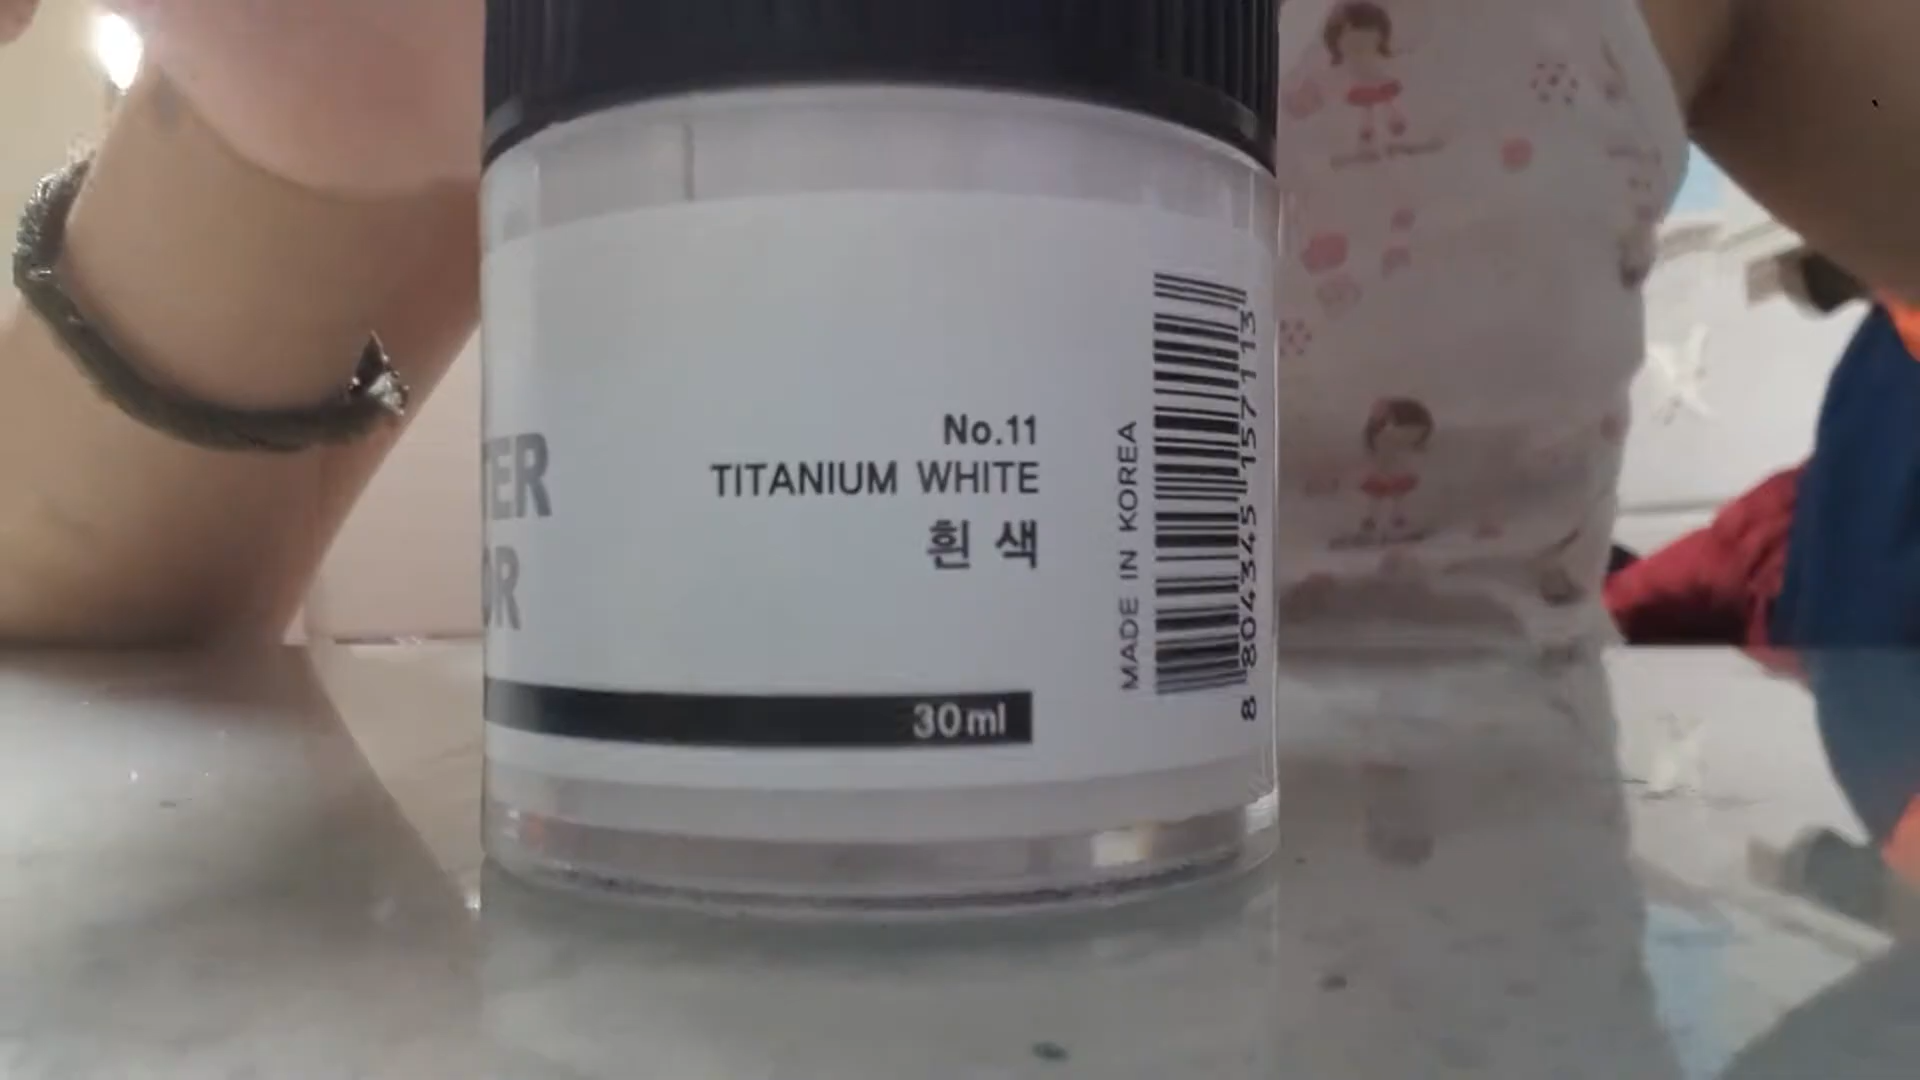 TER
OR
No.11
TITANIUM WHITE
흰 색
30ml
MADE IN KOREA
8 804345 157113